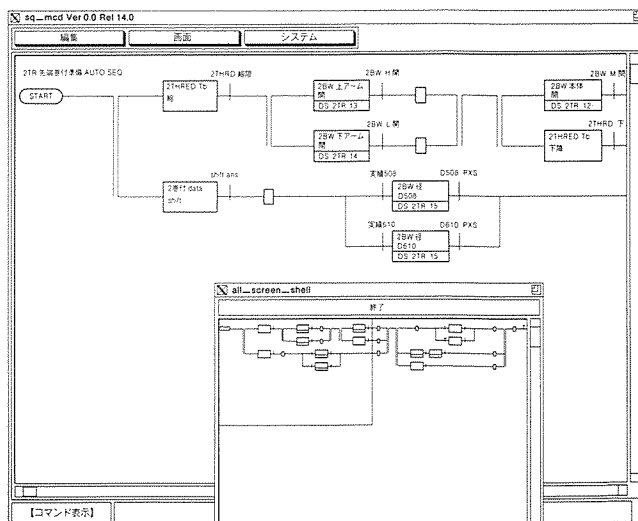 sq_mcd Ver 0.0 Rel 14.0
編集 画面 システム
2TR 先端巻付準備 AUTO SEQ
START
2THRED Tb
縮
2THRD 縮限
2BW 上アーム
開
DS 2TR 13
2BW H 開
2BW 下アーム
開
DS 2TR 14
2BW L 開
2BW 本体
開
DS 2TR 12-
2BW M 開
2THRED Tb
下降
2THRD 下
2巻付 data
shift
shift ans
実績508
2BW 径
D508
DS 2TR 15
D508 PXS
実績610
2BW 径
D610
DS 2TR 15
D610 PXS
all_screen_shell
終了
【コマンド表示】